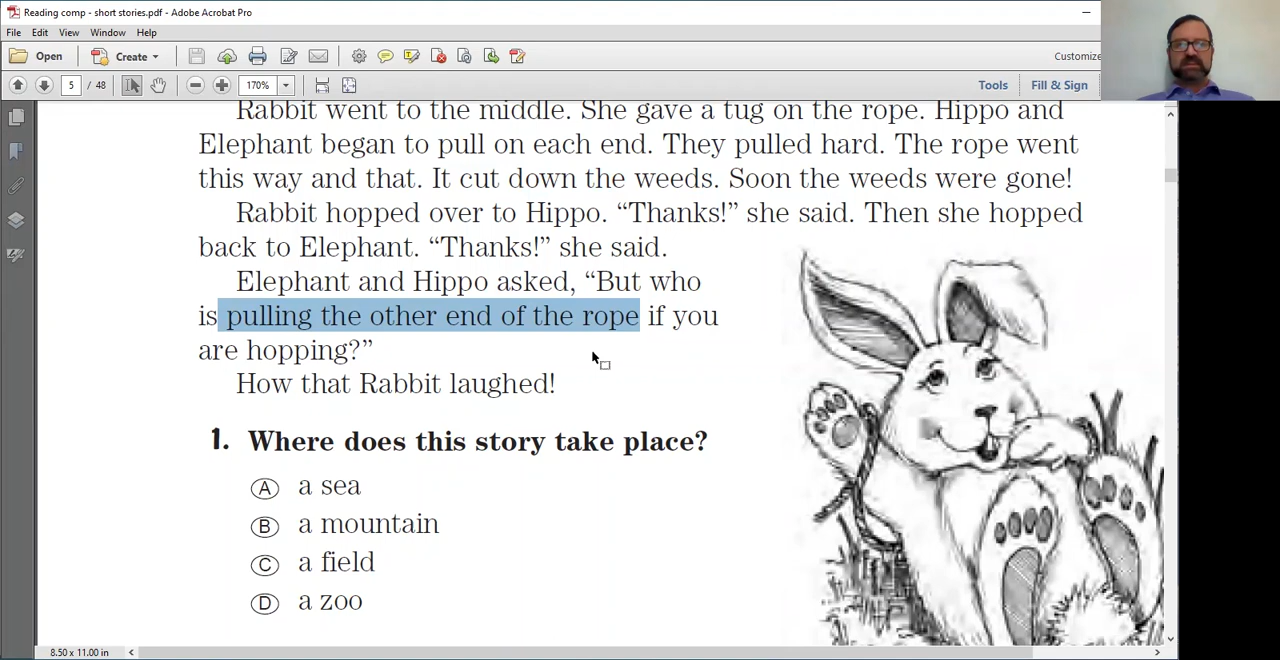 Reading comp - short stories.pdf - Adobe Acrobat Pro
File Edit View Window Help
Open Create Customize
5 / 48 170% Tools Fill & Sign
Rabbit went to the middle. She gave a tug on the rope. Hippo and
Elephant began to pull on each end. They pulled hard. The rope went
this way and that. It cut down the weeds. Soon the weeds were gone!
Rabbit hopped over to Hippo. “Thanks!” she said. Then she hopped
back to Elephant. “Thanks!” she said.
Elephant and Hippo asked, “But who
is pulling the other end of the rope if you
are hopping?”
How that Rabbit laughed!
1. Where does this story take place?
A a sea
B a mountain
C a field
D a zoo
8.50 x 11.00 in